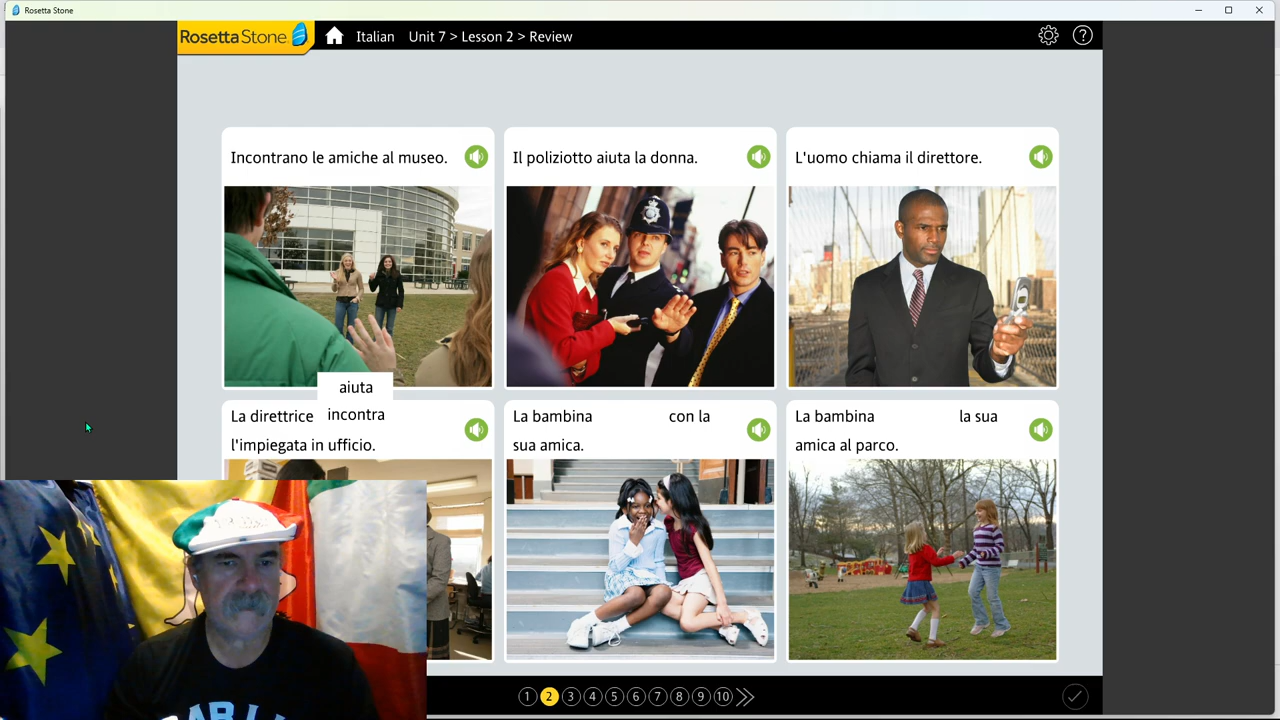 Rosetta Stone
RosettaStone
Italian Unit 7 > Lesson 2 > Review
Incontrano le amiche al museo.
Il poliziotto aiuta la donna.
L'uomo chiama il direttore.
aiuta
incontra
La direttrice
l'impiegata in ufficio.
La bambina con la
sua amica.
La bambina la sua
amica al parco.
1 2 3 4 5 6 7 8 9 10